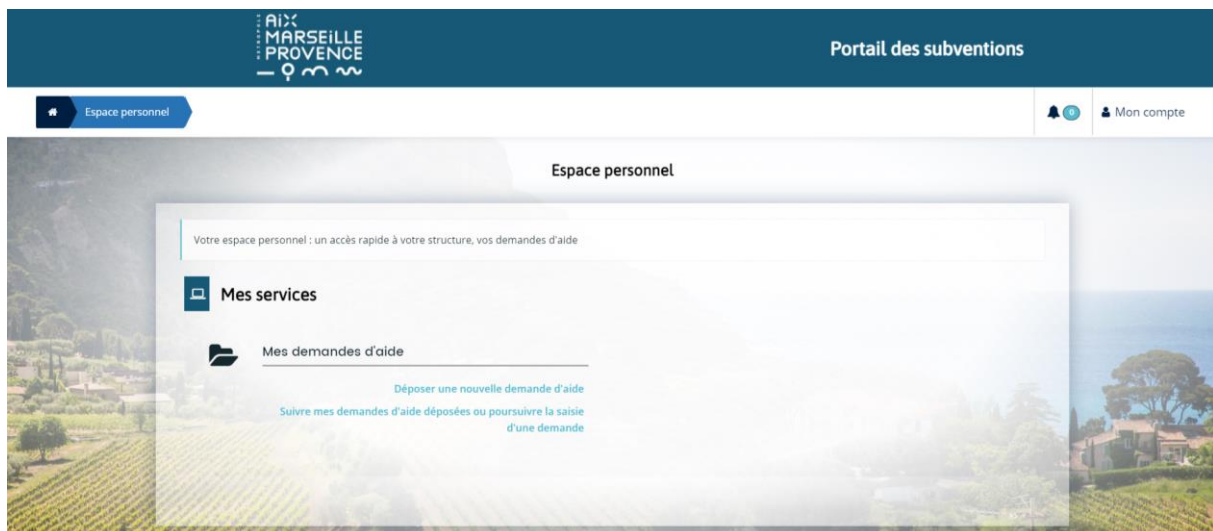 AiX
MARSEiLLE
PROVENCE
Portail des subventions
Espace personnel
0
Mon compte
Espace personnel
Votre espace personnel : un accès rapide à votre structure, vos demandes d'aide
Mes services
Mes demandes d'aide
Déposer une nouvelle demande d'aide
Suivre mes demandes d'aide déposées ou poursuivre la saisie
d'une demande